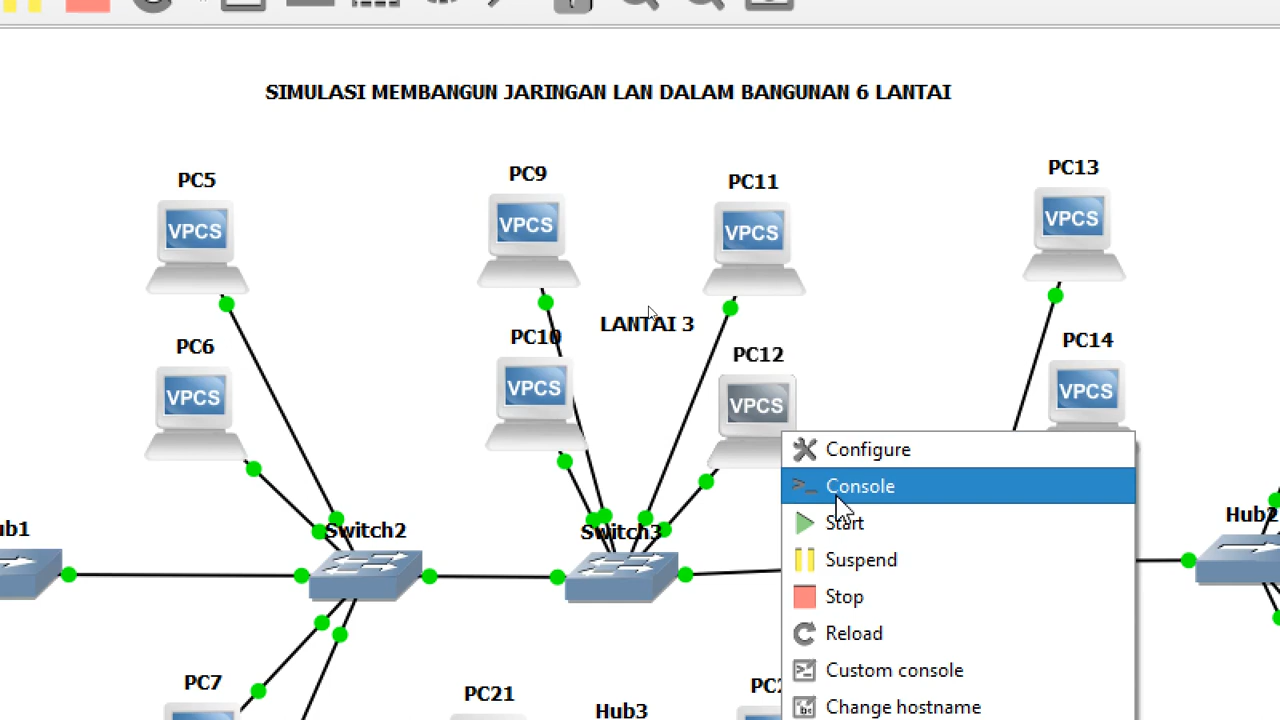 SIMULASI MEMBANGUN JARINGAN LAN DALAM BANGUNAN 6 LANTAI
PC5
PC9
PC11
PC13
VPCS
VPCS
VPCS
VPCS
LANTAI 3
PC6
PC10
PC12
PC14
VPCS
VPCS
VPCS
VPCS
Configure
Console
Start
Suspend
Stop
Reload
Custom console
Change hostname
Switch2
Switch3
Hub2
PC7
PC21
Hub3
VPCS